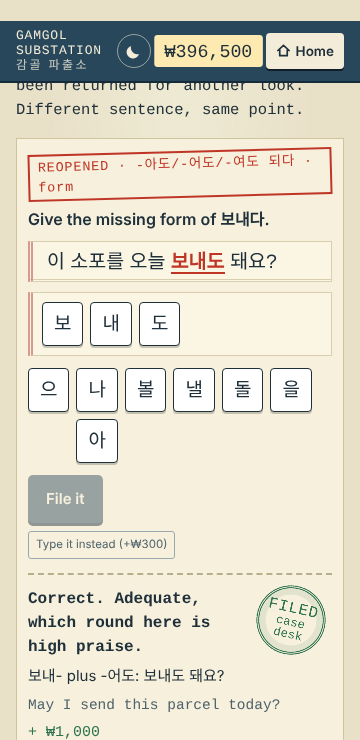 GAMGOL
SUBSTATION
감골 파출소
₩396,500
Home
been returned for another look.
Different sentence, same point.
REOPENED · -아도/-어도/-여도 되다 ·
form
Give the missing form of 보내다.
이 소포를 오늘 보내도 돼요?
보 내 도
으 나 볼 낼 돌 을
아
File it
Type it instead (+₩300)
Correct. Adequate,
which round here is
high praise.
FILED
case
desk
보내- plus -어도: 보내도 돼요?
May I send this parcel today?
+ ₩1,000